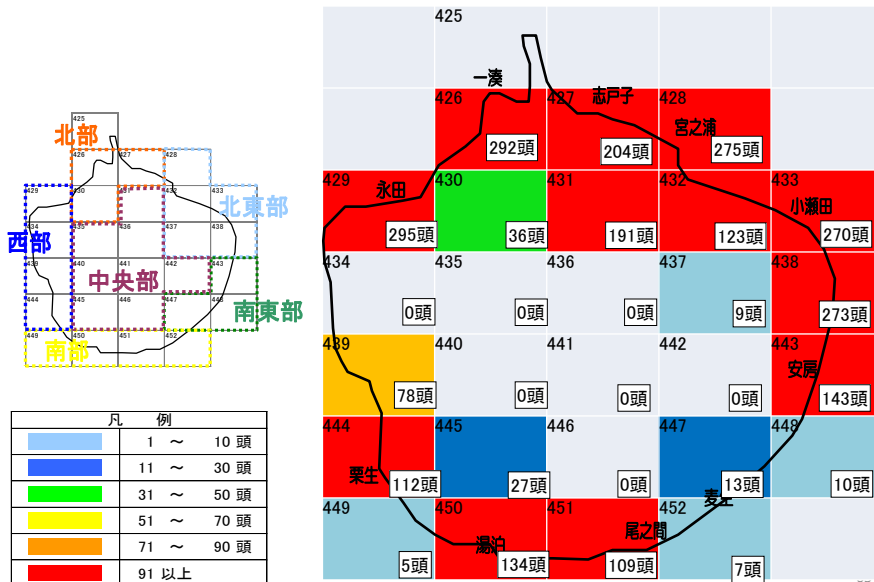 425
北部
426
427
428
429
430
431
432
433
北東部
434
435
436
437
438
西部
439
440
441
442
443
中央部
444
445
446
447
448
南東部
449
450
451
452
南部
凡　例
1 ～ 10 頭
11 ～ 30 頭
31 ～ 50 頭
51 ～ 70 頭
71 ～ 90 頭
91 以上
425
一湊
426
427
志戸子
428
宮之浦
292頭
204頭
275頭
429
永田
430
431
432
433
小瀬田
295頭
36頭
191頭
123頭
270頭
434
435
436
437
438
0頭
0頭
0頭
9頭
273頭
439
440
441
442
443
安房
78頭
0頭
0頭
0頭
143頭
444
445
446
447
448
栗生
112頭
27頭
0頭
13頭
10頭
麦生
449
450
451
尾之間
452
湯泊
5頭
134頭
109頭
7頭